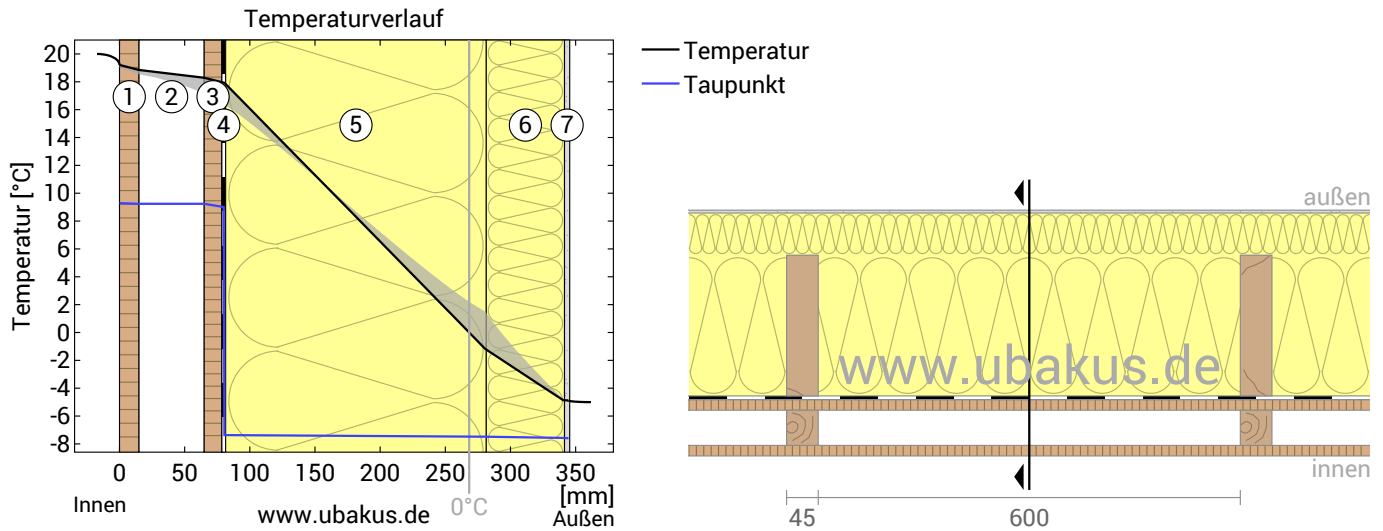 Temperaturverlauf
0 50 100 150 200 250 300 350
20
18
16
14
12
10
8
6
4
2
0
-2
-4
-6
-8
Temperatur [°C]
1 2 3 4 5 6 7
[mm]
Innen
www.ubakus.de
0°C
Außen
Temperatur
Taupunkt
außen
www.ubakus.de
innen
45 600